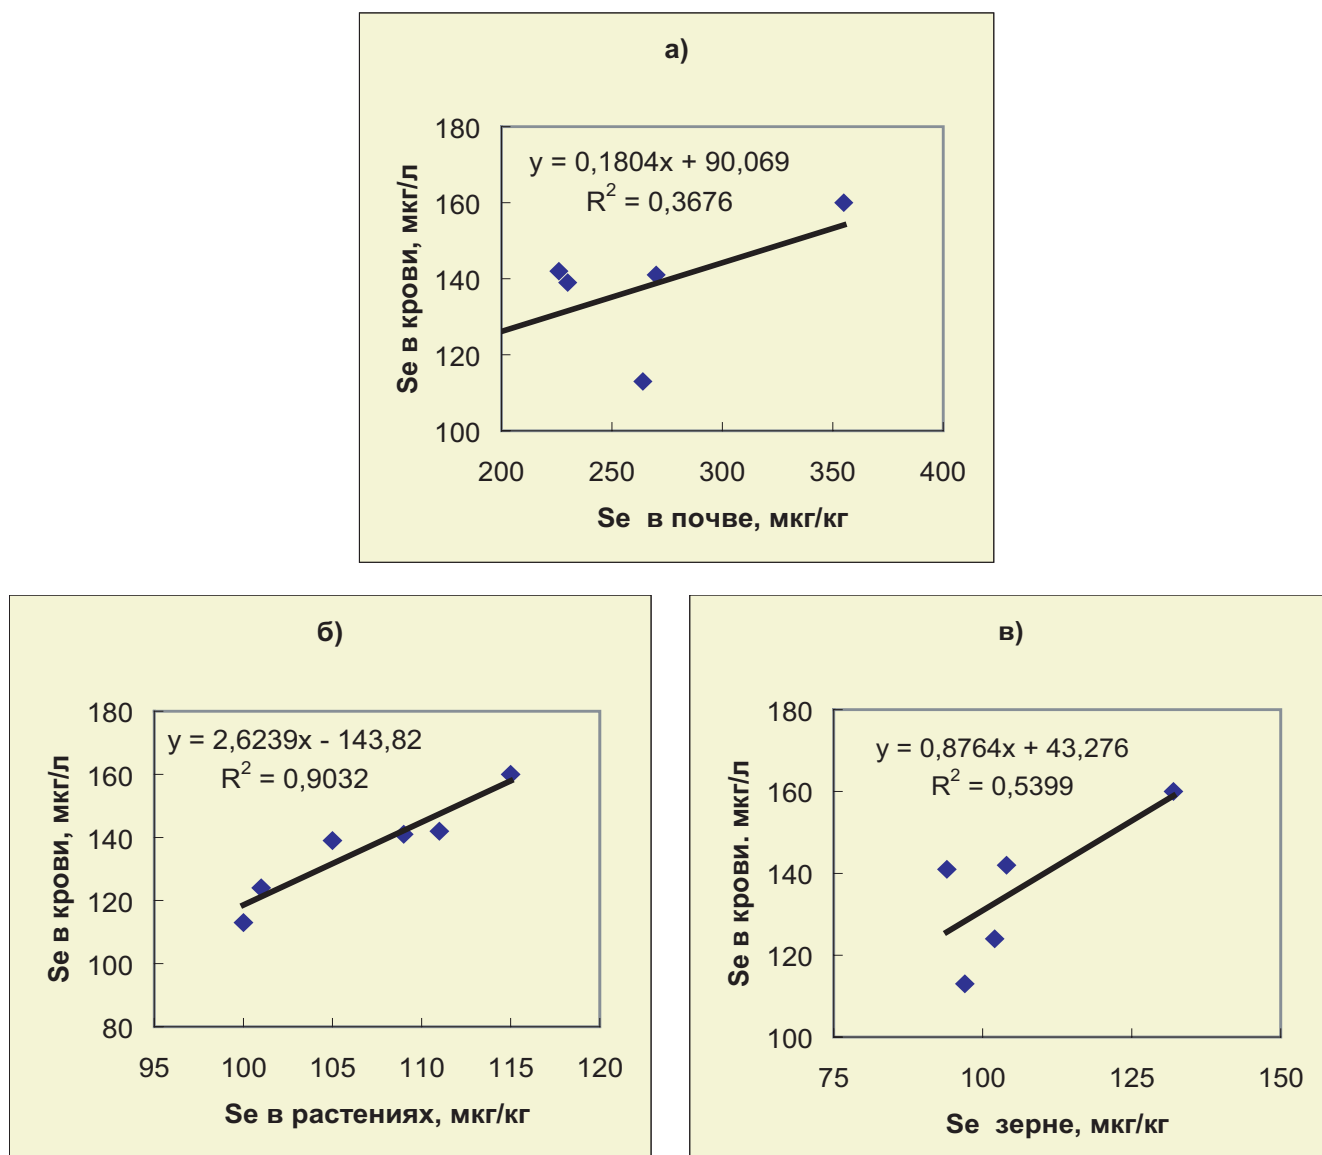 а)
180
160
140
120
100
Se в крови, мкг/л
y = 0,1804x + 90,069
R² = 0,3676
200 250 300 350 400
Se в почве, мкг/кг
б)
180
160
140
120
100
80
Se в крови, мкг/л
y = 2,6239x - 143,82
R² = 0,9032
95 100 105 110 115 120
Se в растениях, мкг/кг
в)
180
160
140
120
100
Se в крови. мкг/л
y = 0,8764x + 43,276
R² = 0,5399
75 100 125 150
Se зерне, мкг/кг